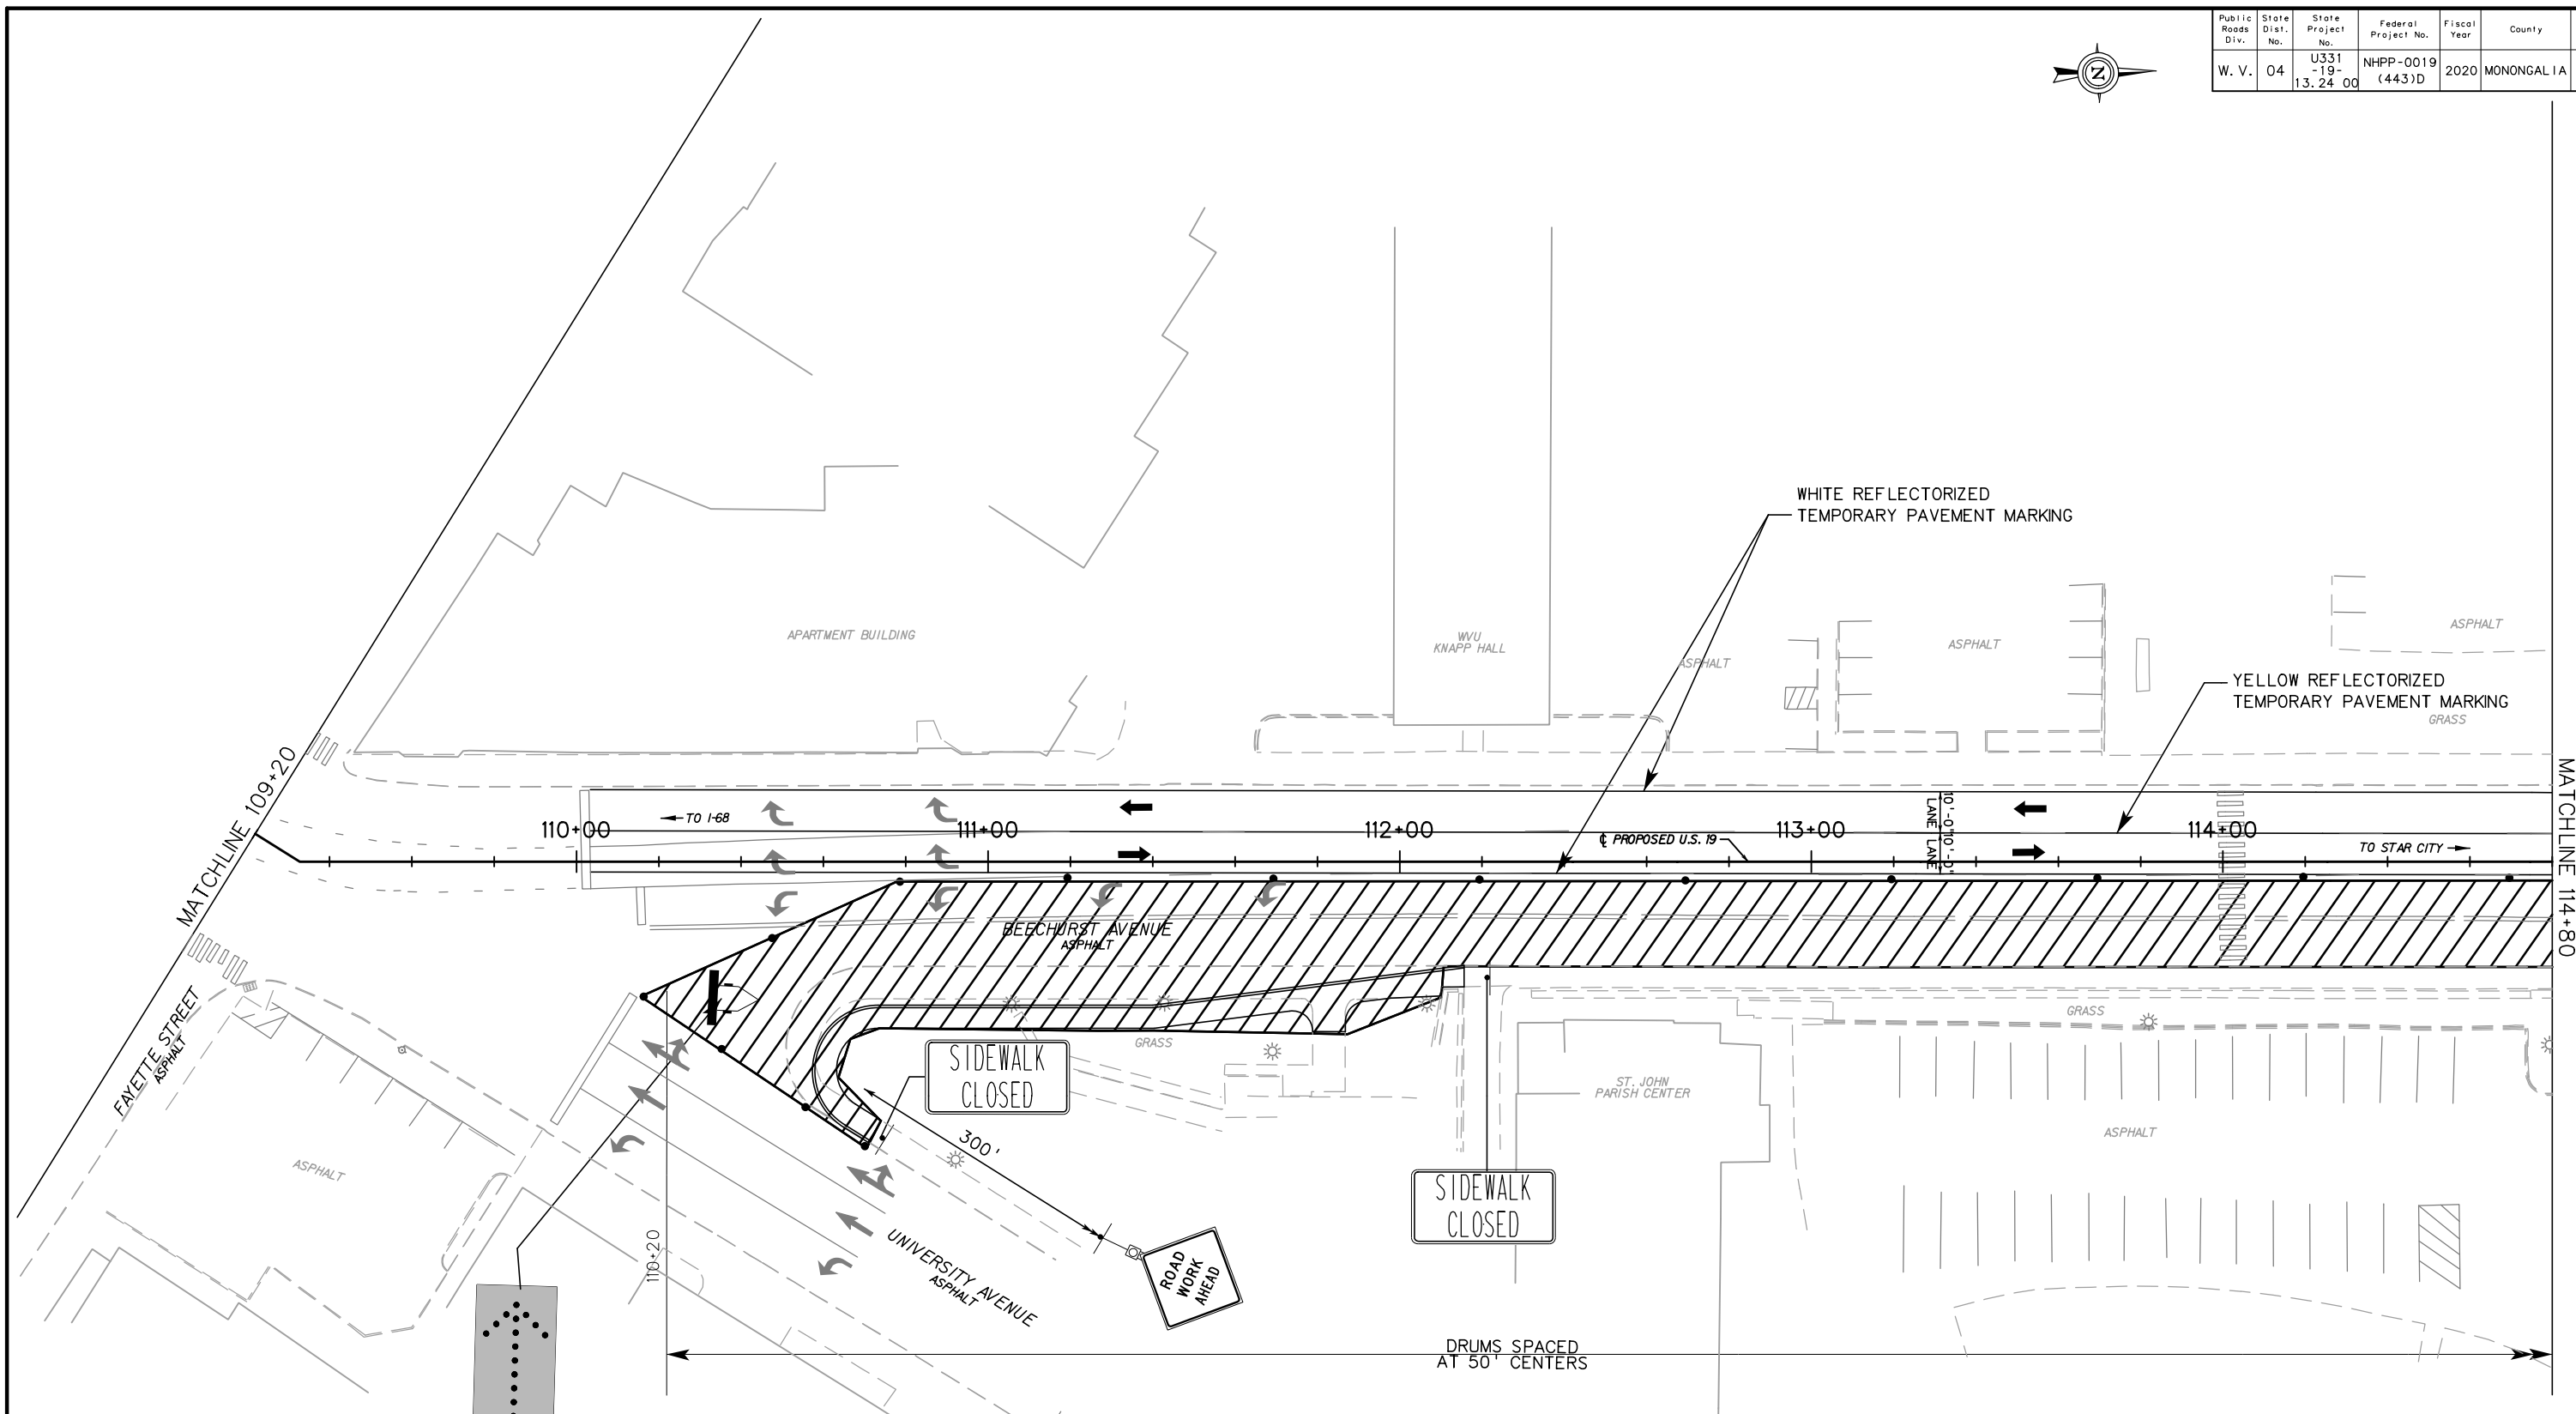 Public Roads Div.
State Dist. No.
State Project No.
Federal Project No.
Fiscal Year
County
W. V.
04
U331
-19-
13.24 00
NHPP-0019
(443)D
2020
MONONGALIA
N
WHITE REFLECTORIZED
TEMPORARY PAVEMENT MARKING
APARTMENT BUILDING
WVU
KNAPP HALL
ASPHALT
ASPHALT
ASPHALT
YELLOW REFLECTORIZED
TEMPORARY PAVEMENT MARKING
GRASS
MATCHLINE 109+20
110+00
TO I-68
111+00
112+00
℄ PROPOSED U.S. 19
113+00
10'-0"
LANE
10'-0"
LANE
114+00
TO STAR CITY
MATCHLINE 114+80
BEECHURST AVENUE
ASPHALT
FAYETTE STREET
ASPHALT
ASPHALT
SIDEWALK
CLOSED
GRASS
300'
ST. JOHN
PARISH CENTER
GRASS
ASPHALT
SIDEWALK
CLOSED
110+20
UNIVERSITY AVENUE
ASPHALT
ROAD
WORK
AHEAD
DRUMS SPACED
AT 50' CENTERS